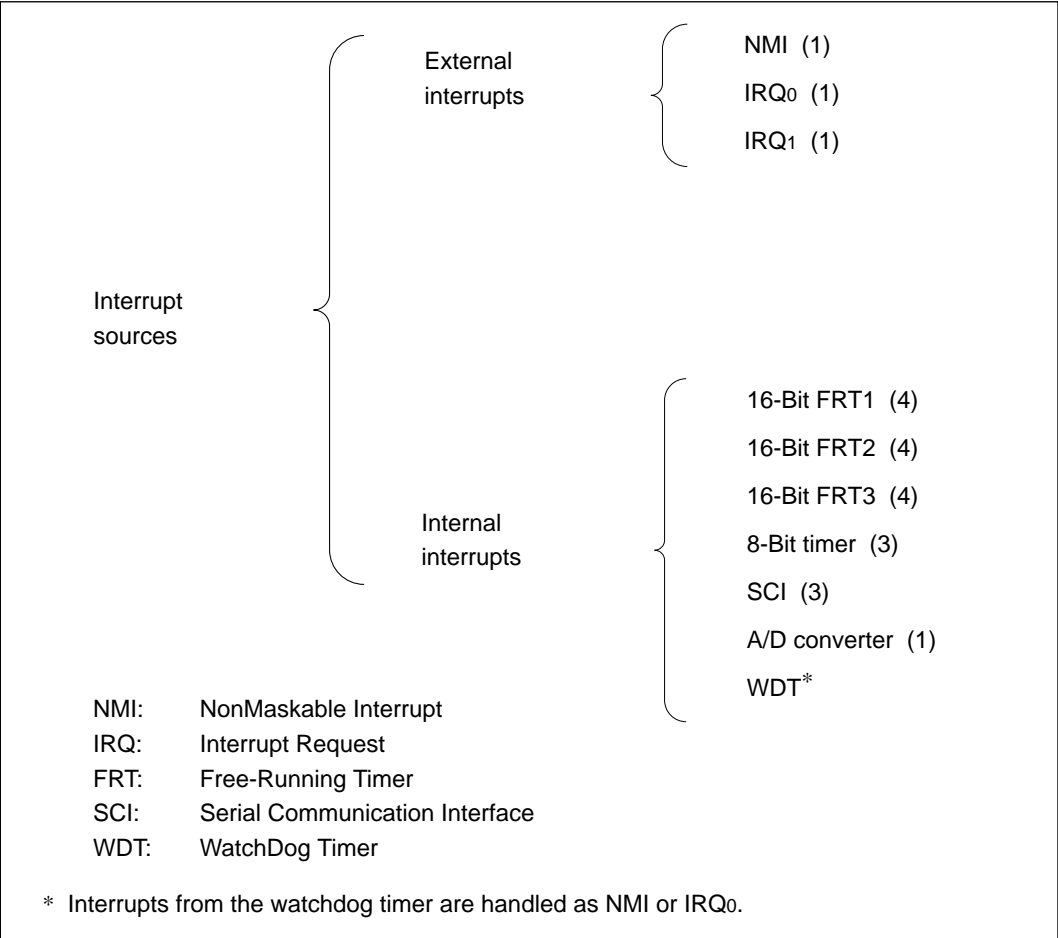 External
interrupts
NMI (1)
IRQ0 (1)
IRQ1 (1)
Interrupt
sources
Internal
interrupts
16-Bit FRT1 (4)
16-Bit FRT2 (4)
16-Bit FRT3 (4)
8-Bit timer (3)
SCI (3)
A/D converter (1)
WDT*
NMI: NonMaskable Interrupt
IRQ: Interrupt Request
FRT: Free-Running Timer
SCI: Serial Communication Interface
WDT: WatchDog Timer
* Interrupts from the watchdog timer are handled as NMI or IRQ0.